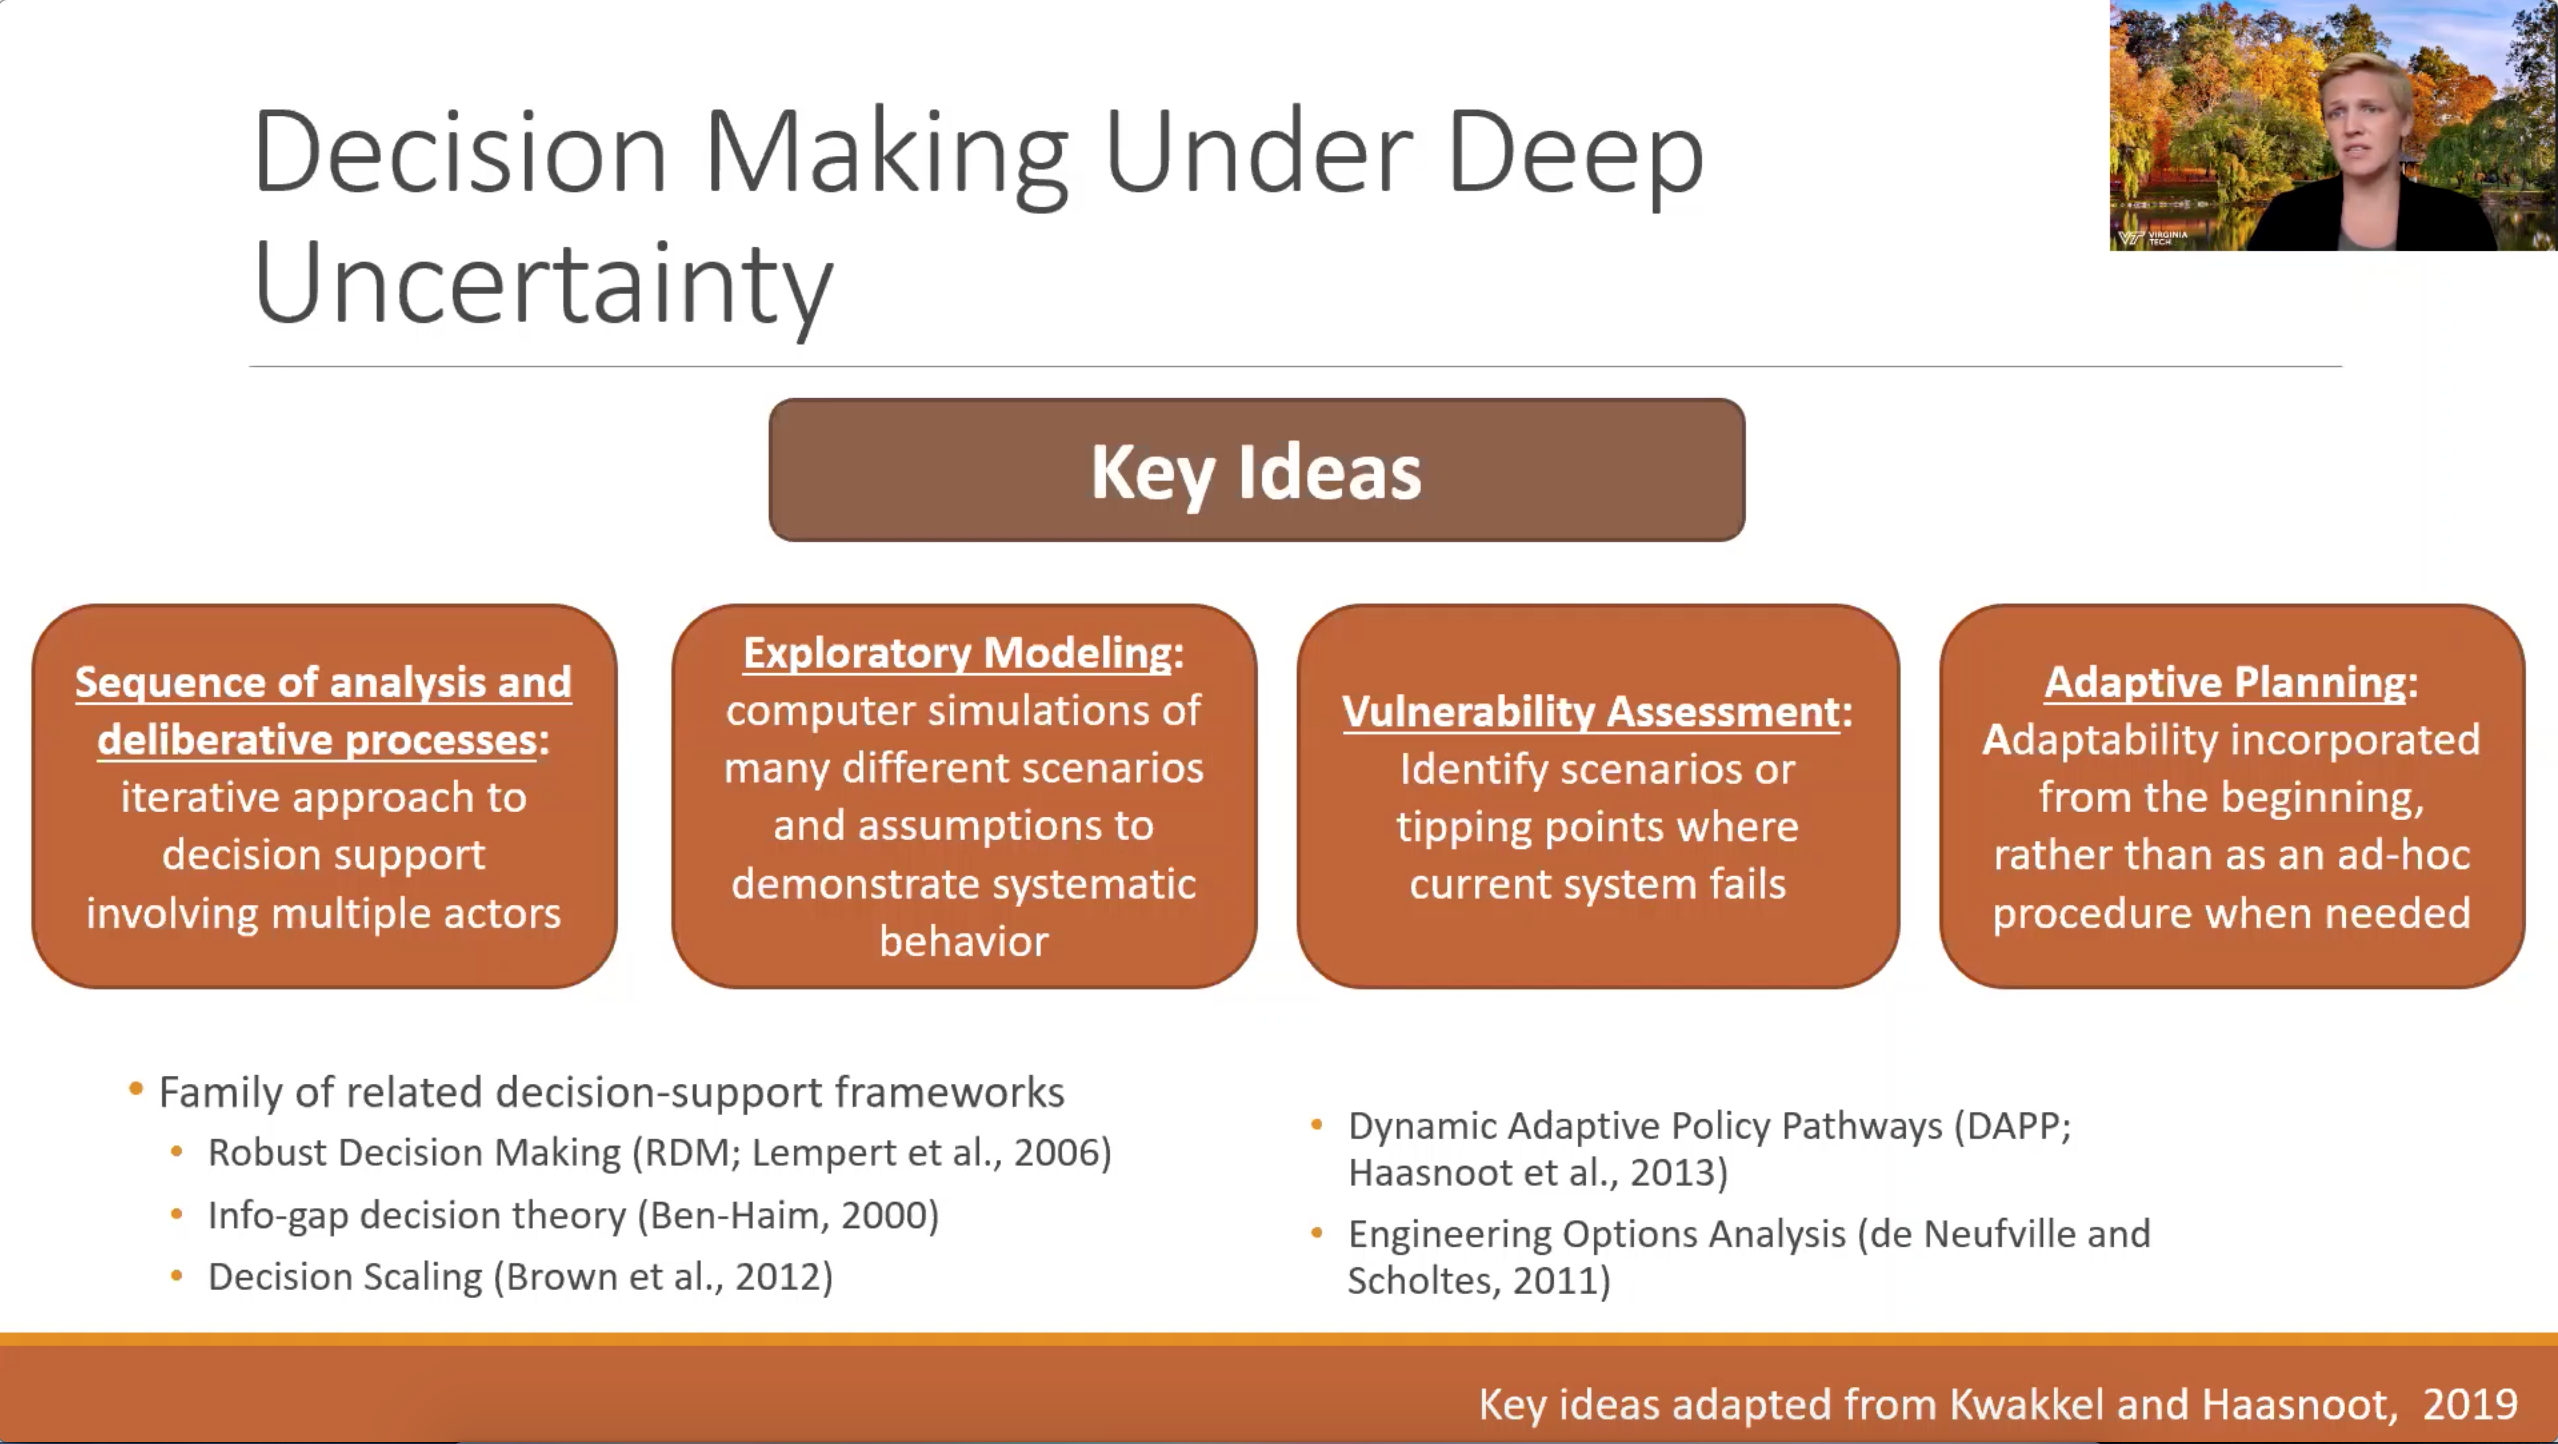 Decision Making Under Deep
Uncertainty
VT VIRGINIA
TECH
Key Ideas
Sequence of analysis and
deliberative processes:
iterative approach to
decision support
involving multiple actors
Exploratory Modeling:
computer simulations of
many different scenarios
and assumptions to
demonstrate systematic
behavior
Vulnerability Assessment:
Identify scenarios or
tipping points where
current system fails
Adaptive Planning:
Adaptability incorporated
from the beginning,
rather than as an ad-hoc
procedure when needed
• Family of related decision-support frameworks
• Robust Decision Making (RDM; Lempert et al., 2006)
• Info-gap decision theory (Ben-Haim, 2000)
• Decision Scaling (Brown et al., 2012)
• Dynamic Adaptive Policy Pathways (DAPP;
Haasnoot et al., 2013)
• Engineering Options Analysis (de Neufville and
Scholtes, 2011)
Key ideas adapted from Kwakkel and Haasnoot, 2019